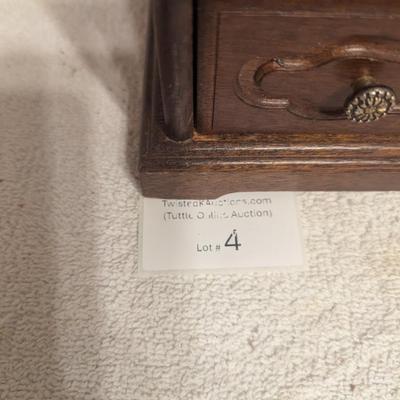 TwistedAuctions.com
(Tuttle Online Auction)
Lot # 4